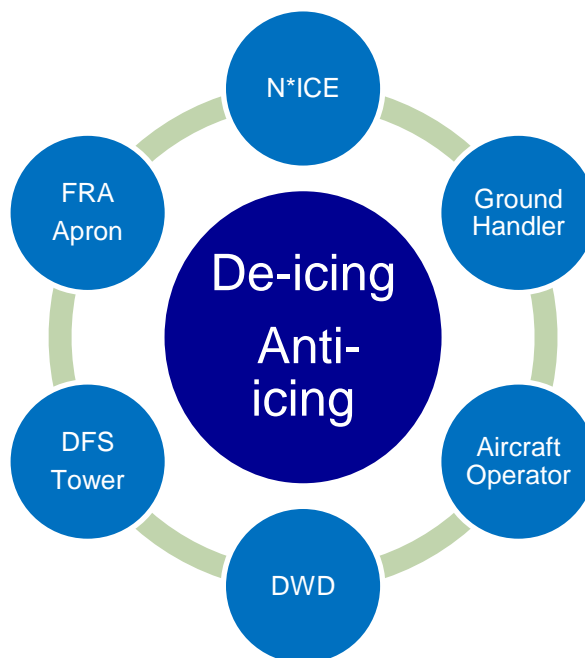 N*ICE
FRA
Apron
Ground
Handler
De-icing
Anti-
icing
DFS
Tower
Aircraft
Operator
DWD